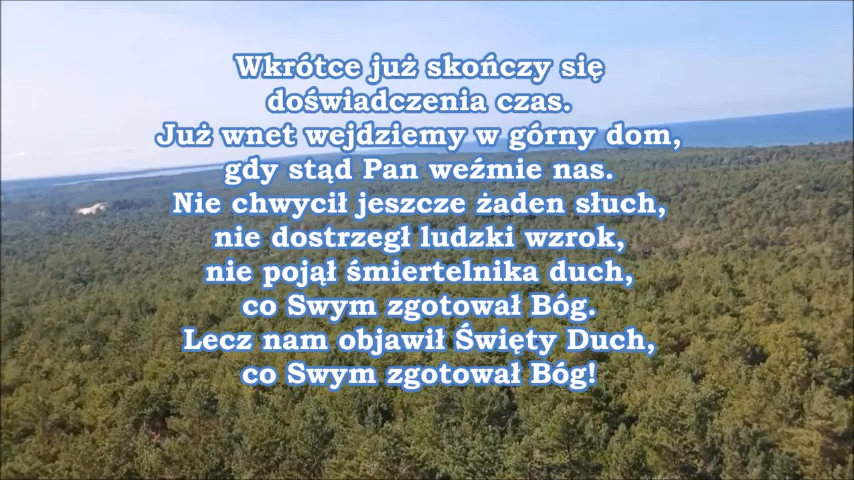 Wkrótce już skończy się
doświadczenia czas.
Już wnet wejdziemy w górny dom,
gdy stąd Pan weźmie nas.
Nie chwycił jeszcze żaden słuch,
nie dostrzegł ludzki wzrok,
nie pojął śmiertelnika duch,
co Swym zgotował Bóg.
Lecz nam objawił Święty Duch,
co Swym zgotował Bóg!